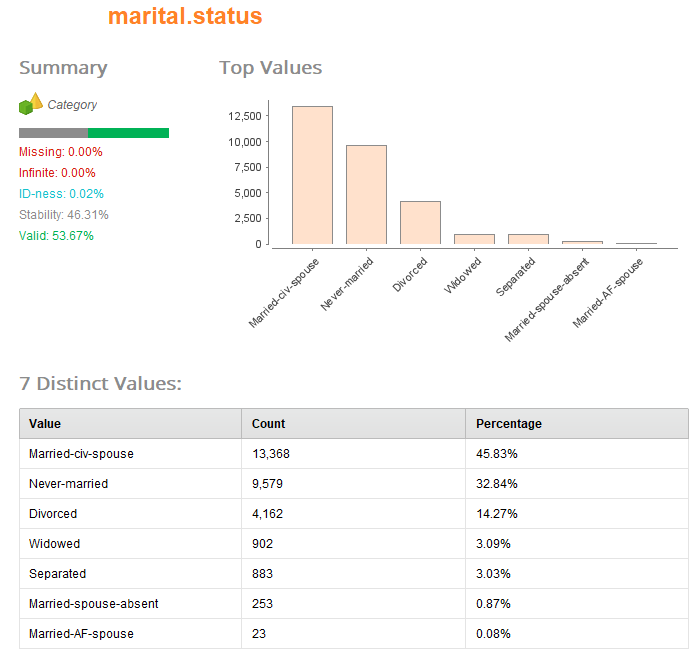 marital.status
Summary
Category
Missing: 0.00%
Infinite: 0.00%
ID-ness: 0.02%
Stability: 46.31%
Valid: 53.67%
Top Values
12,500
10,000
7,500
5,000
2,500
0
Married-civ-spouse
Never-married
Divorced
Widowed
Separated
Married-spouse-absent
Married-AF-spouse
7 Distinct Values:
Value Count Percentage
Married-civ-spouse 13,368 45.83%
Never-married 9,579 32.84%
Divorced 4,162 14.27%
Widowed 902 3.09%
Separated 883 3.03%
Married-spouse-absent 253 0.87%
Married-AF-spouse 23 0.08%